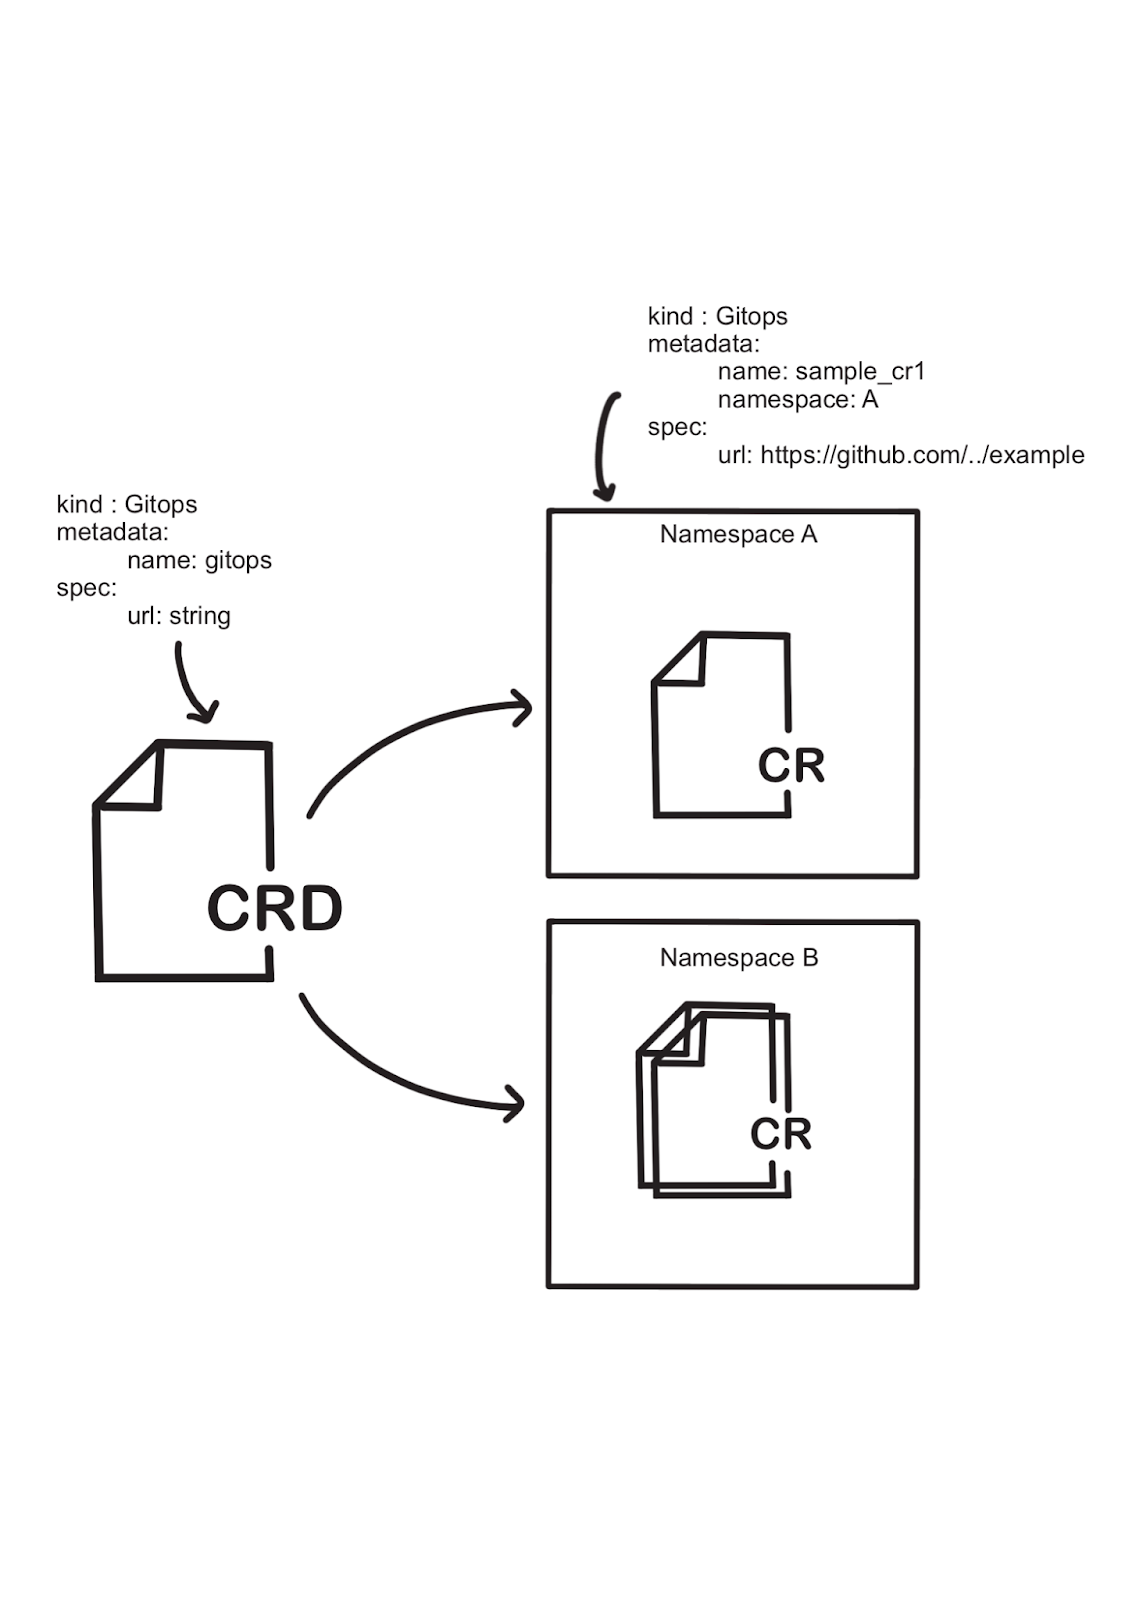 kind : Gitops
metadata:
name: sample_cr1
namespace: A
spec:
url: https://github.com/../example
kind : Gitops
metadata:
name: gitops
spec:
url: string
Namespace A
CR
CRD
Namespace B
CR